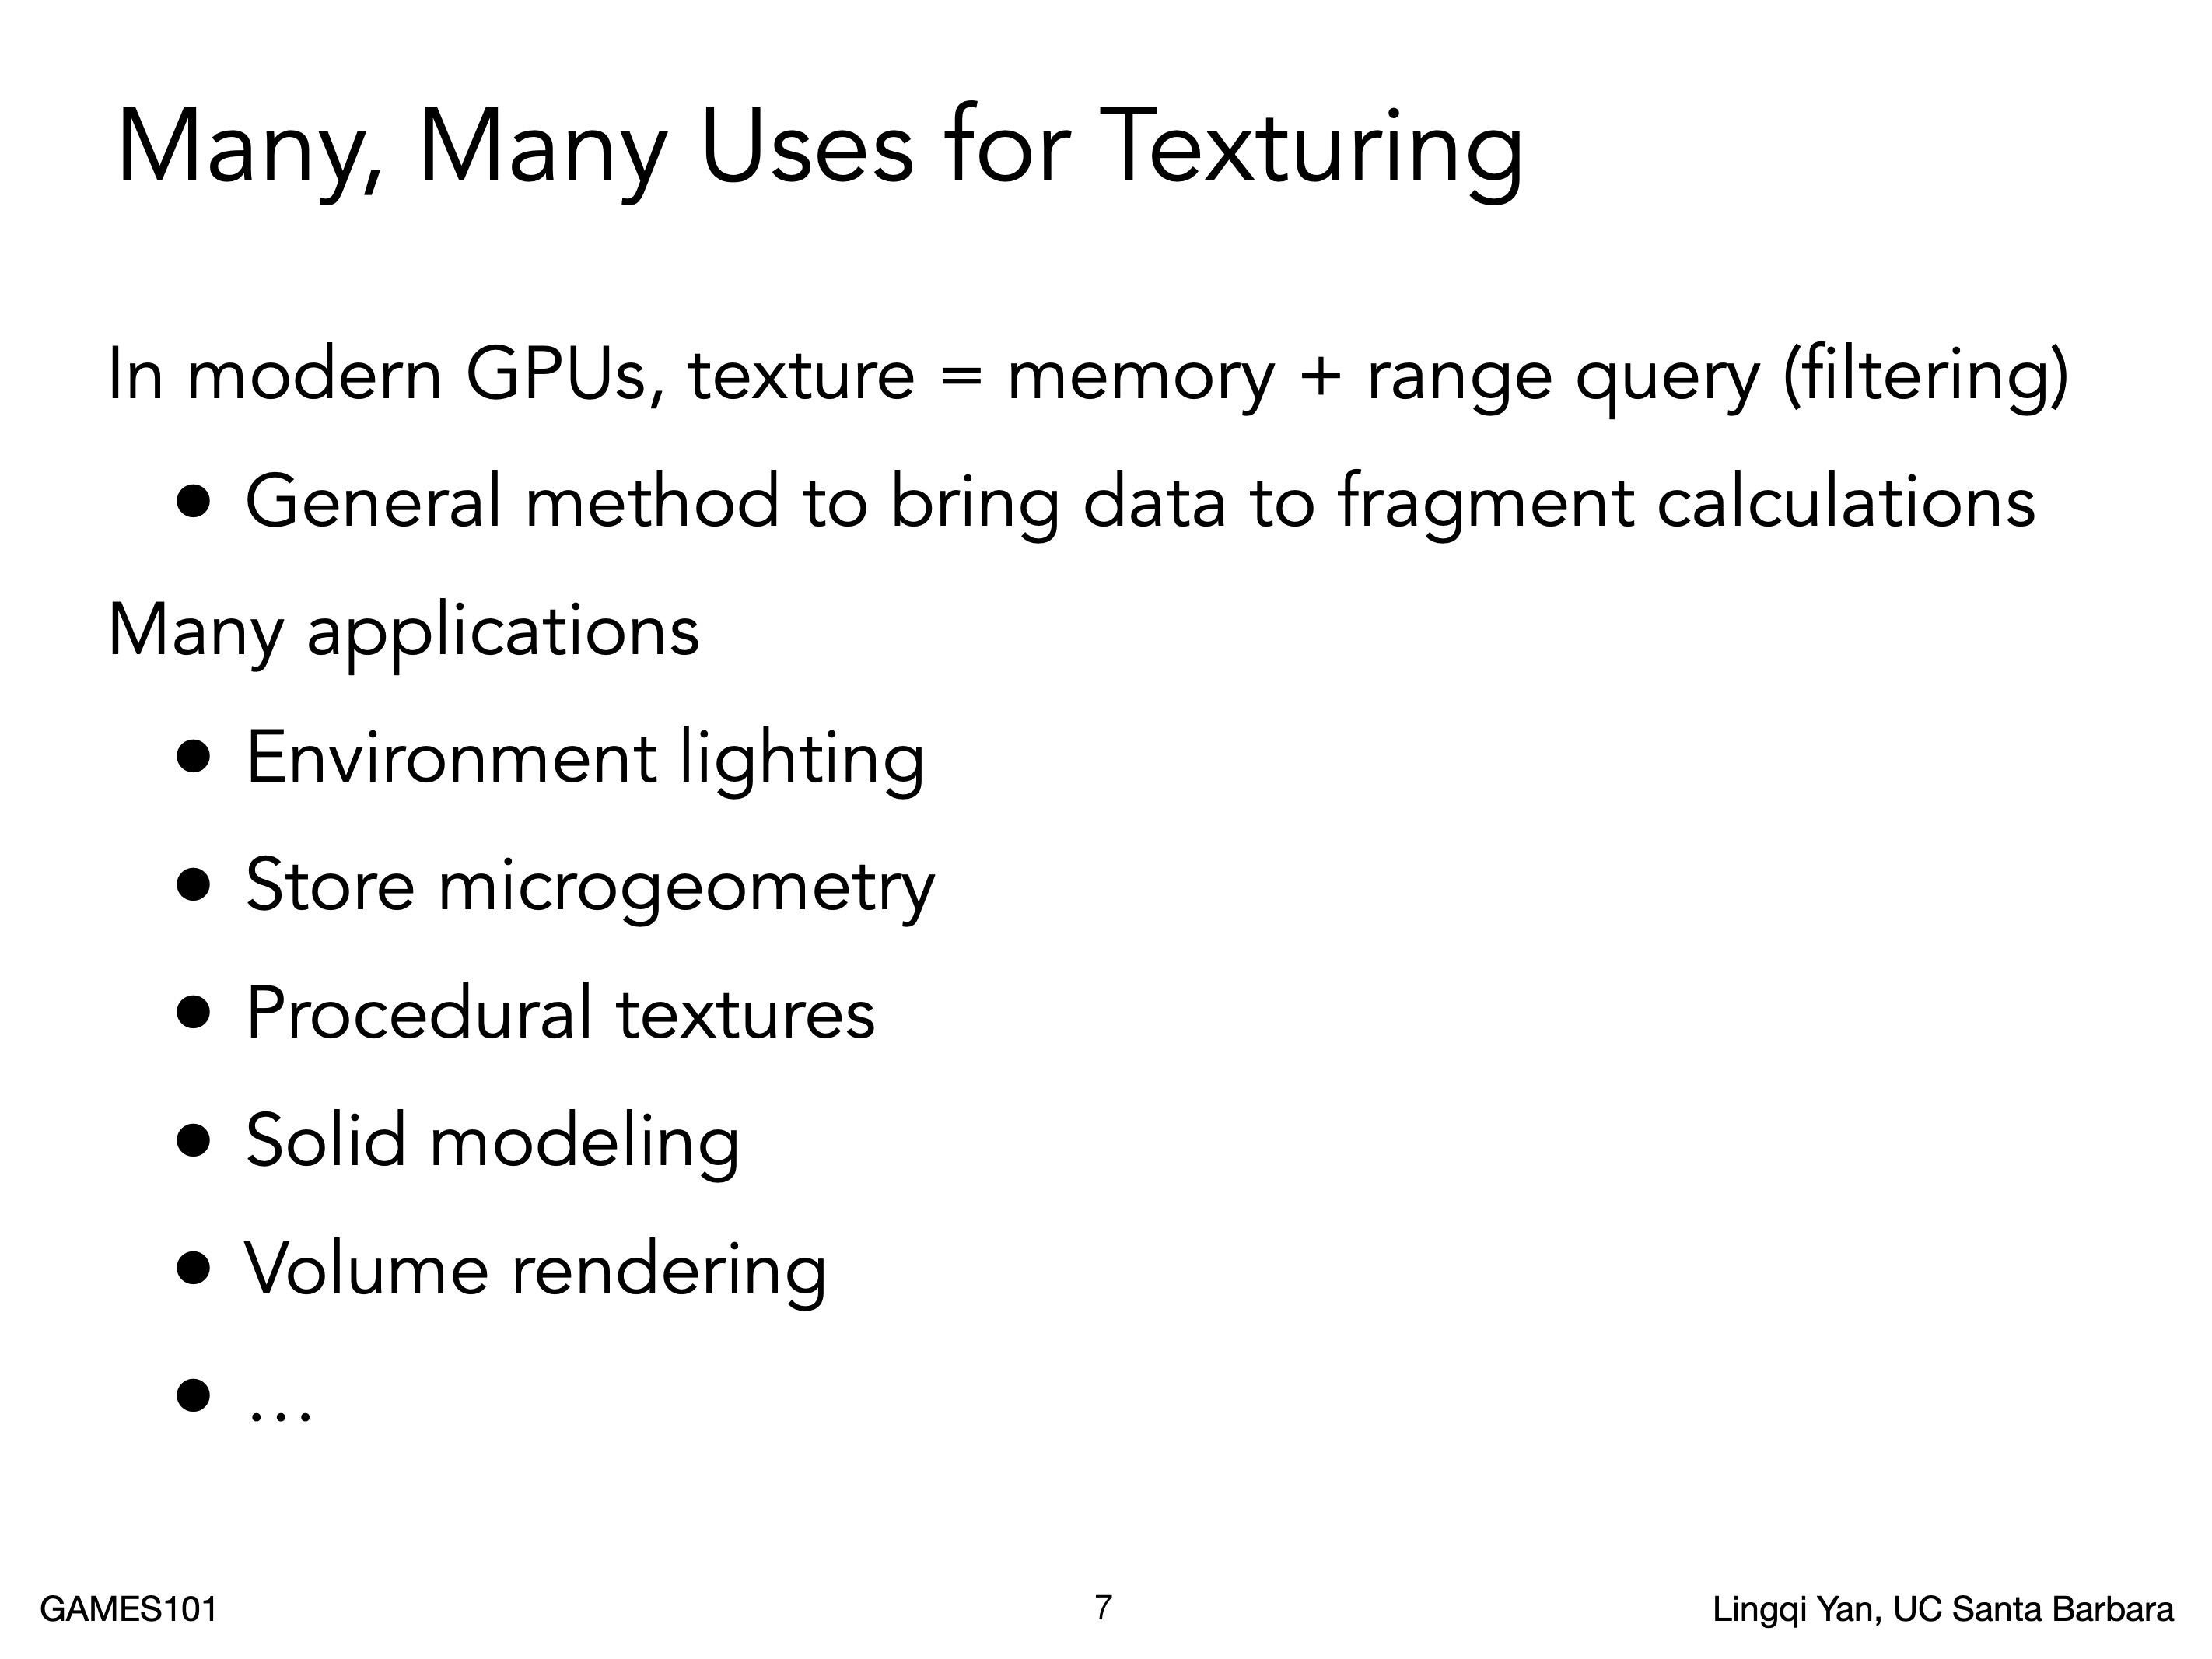 Many, Many Uses for Texturing
In modern GPUs, texture = memory + range query (filtering)
● General method to bring data to fragment calculations
Many applications
● Environment lighting
● Store microgeometry
● Procedural textures
● Solid modeling
● Volume rendering
● …
GAMES101
7
Lingqi Yan, UC Santa Barbara